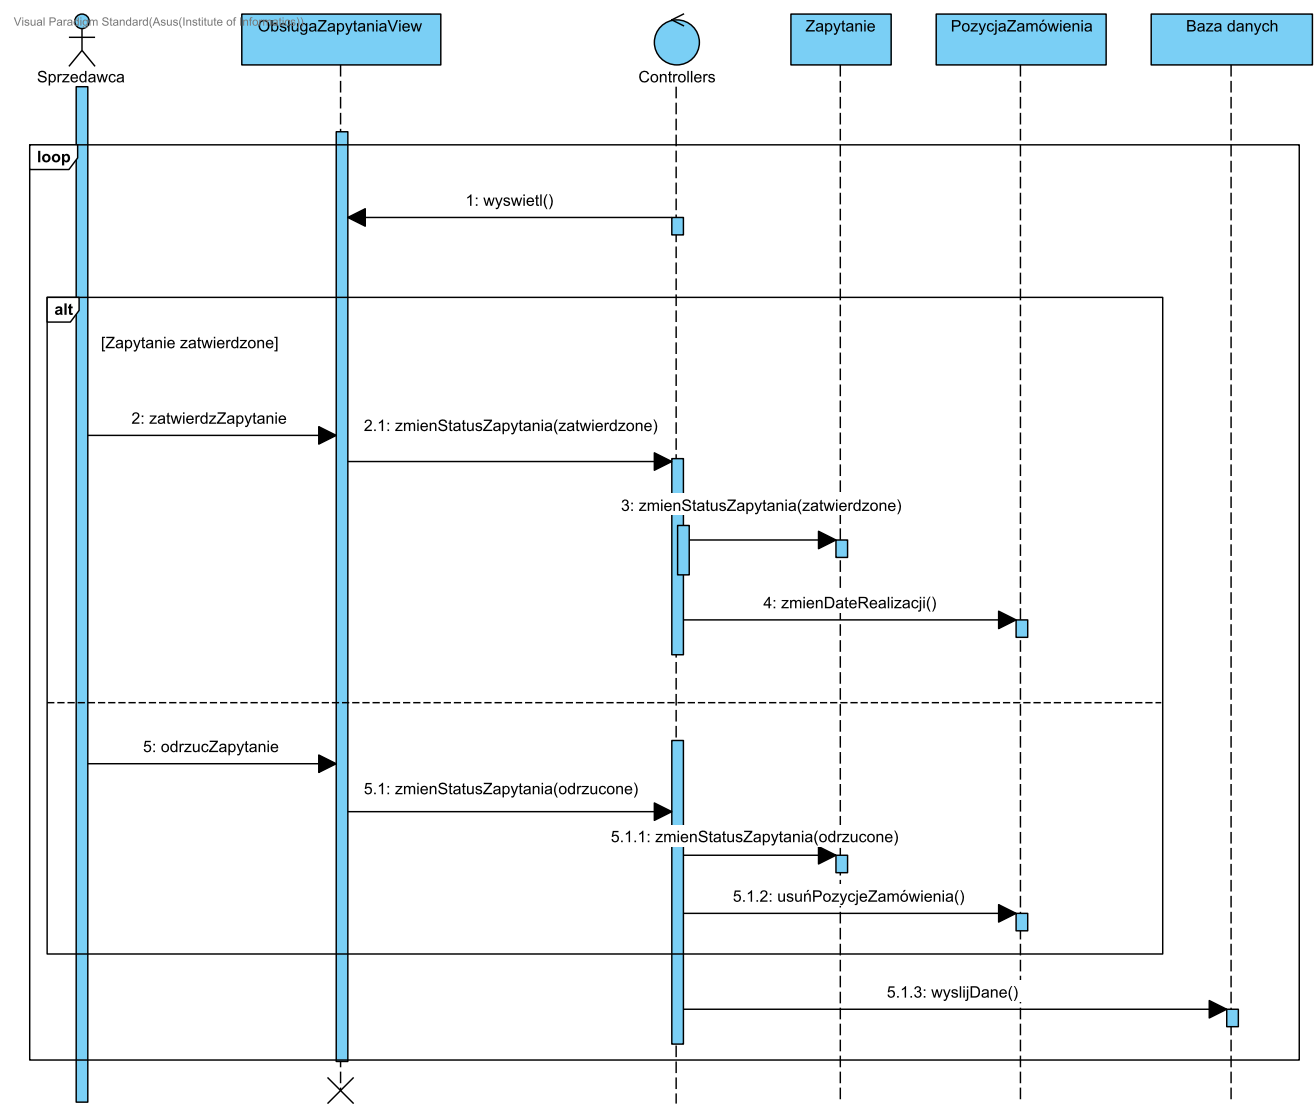 Visual Paradigm Standard(Asus(Institute of Informatics))
ObsługaZapytaniaView
Zapytanie
PozycjaZamówienia
Baza danych
Sprzedawca
Controllers
loop
1: wyswietl()
alt
[Zapytanie zatwierdzone]
2: zatwierdzZapytanie
2.1: zmienStatusZapytania(zatwierdzone)
3: zmienStatusZapytania(zatwierdzone)
4: zmienDateRealizacji()
5: odrzucZapytanie
5.1: zmienStatusZapytania(odrzucone)
5.1.1: zmienStatusZapytania(odrzucone)
5.1.2: usuńPozycjeZamówienia()
5.1.3: wyslijDane()